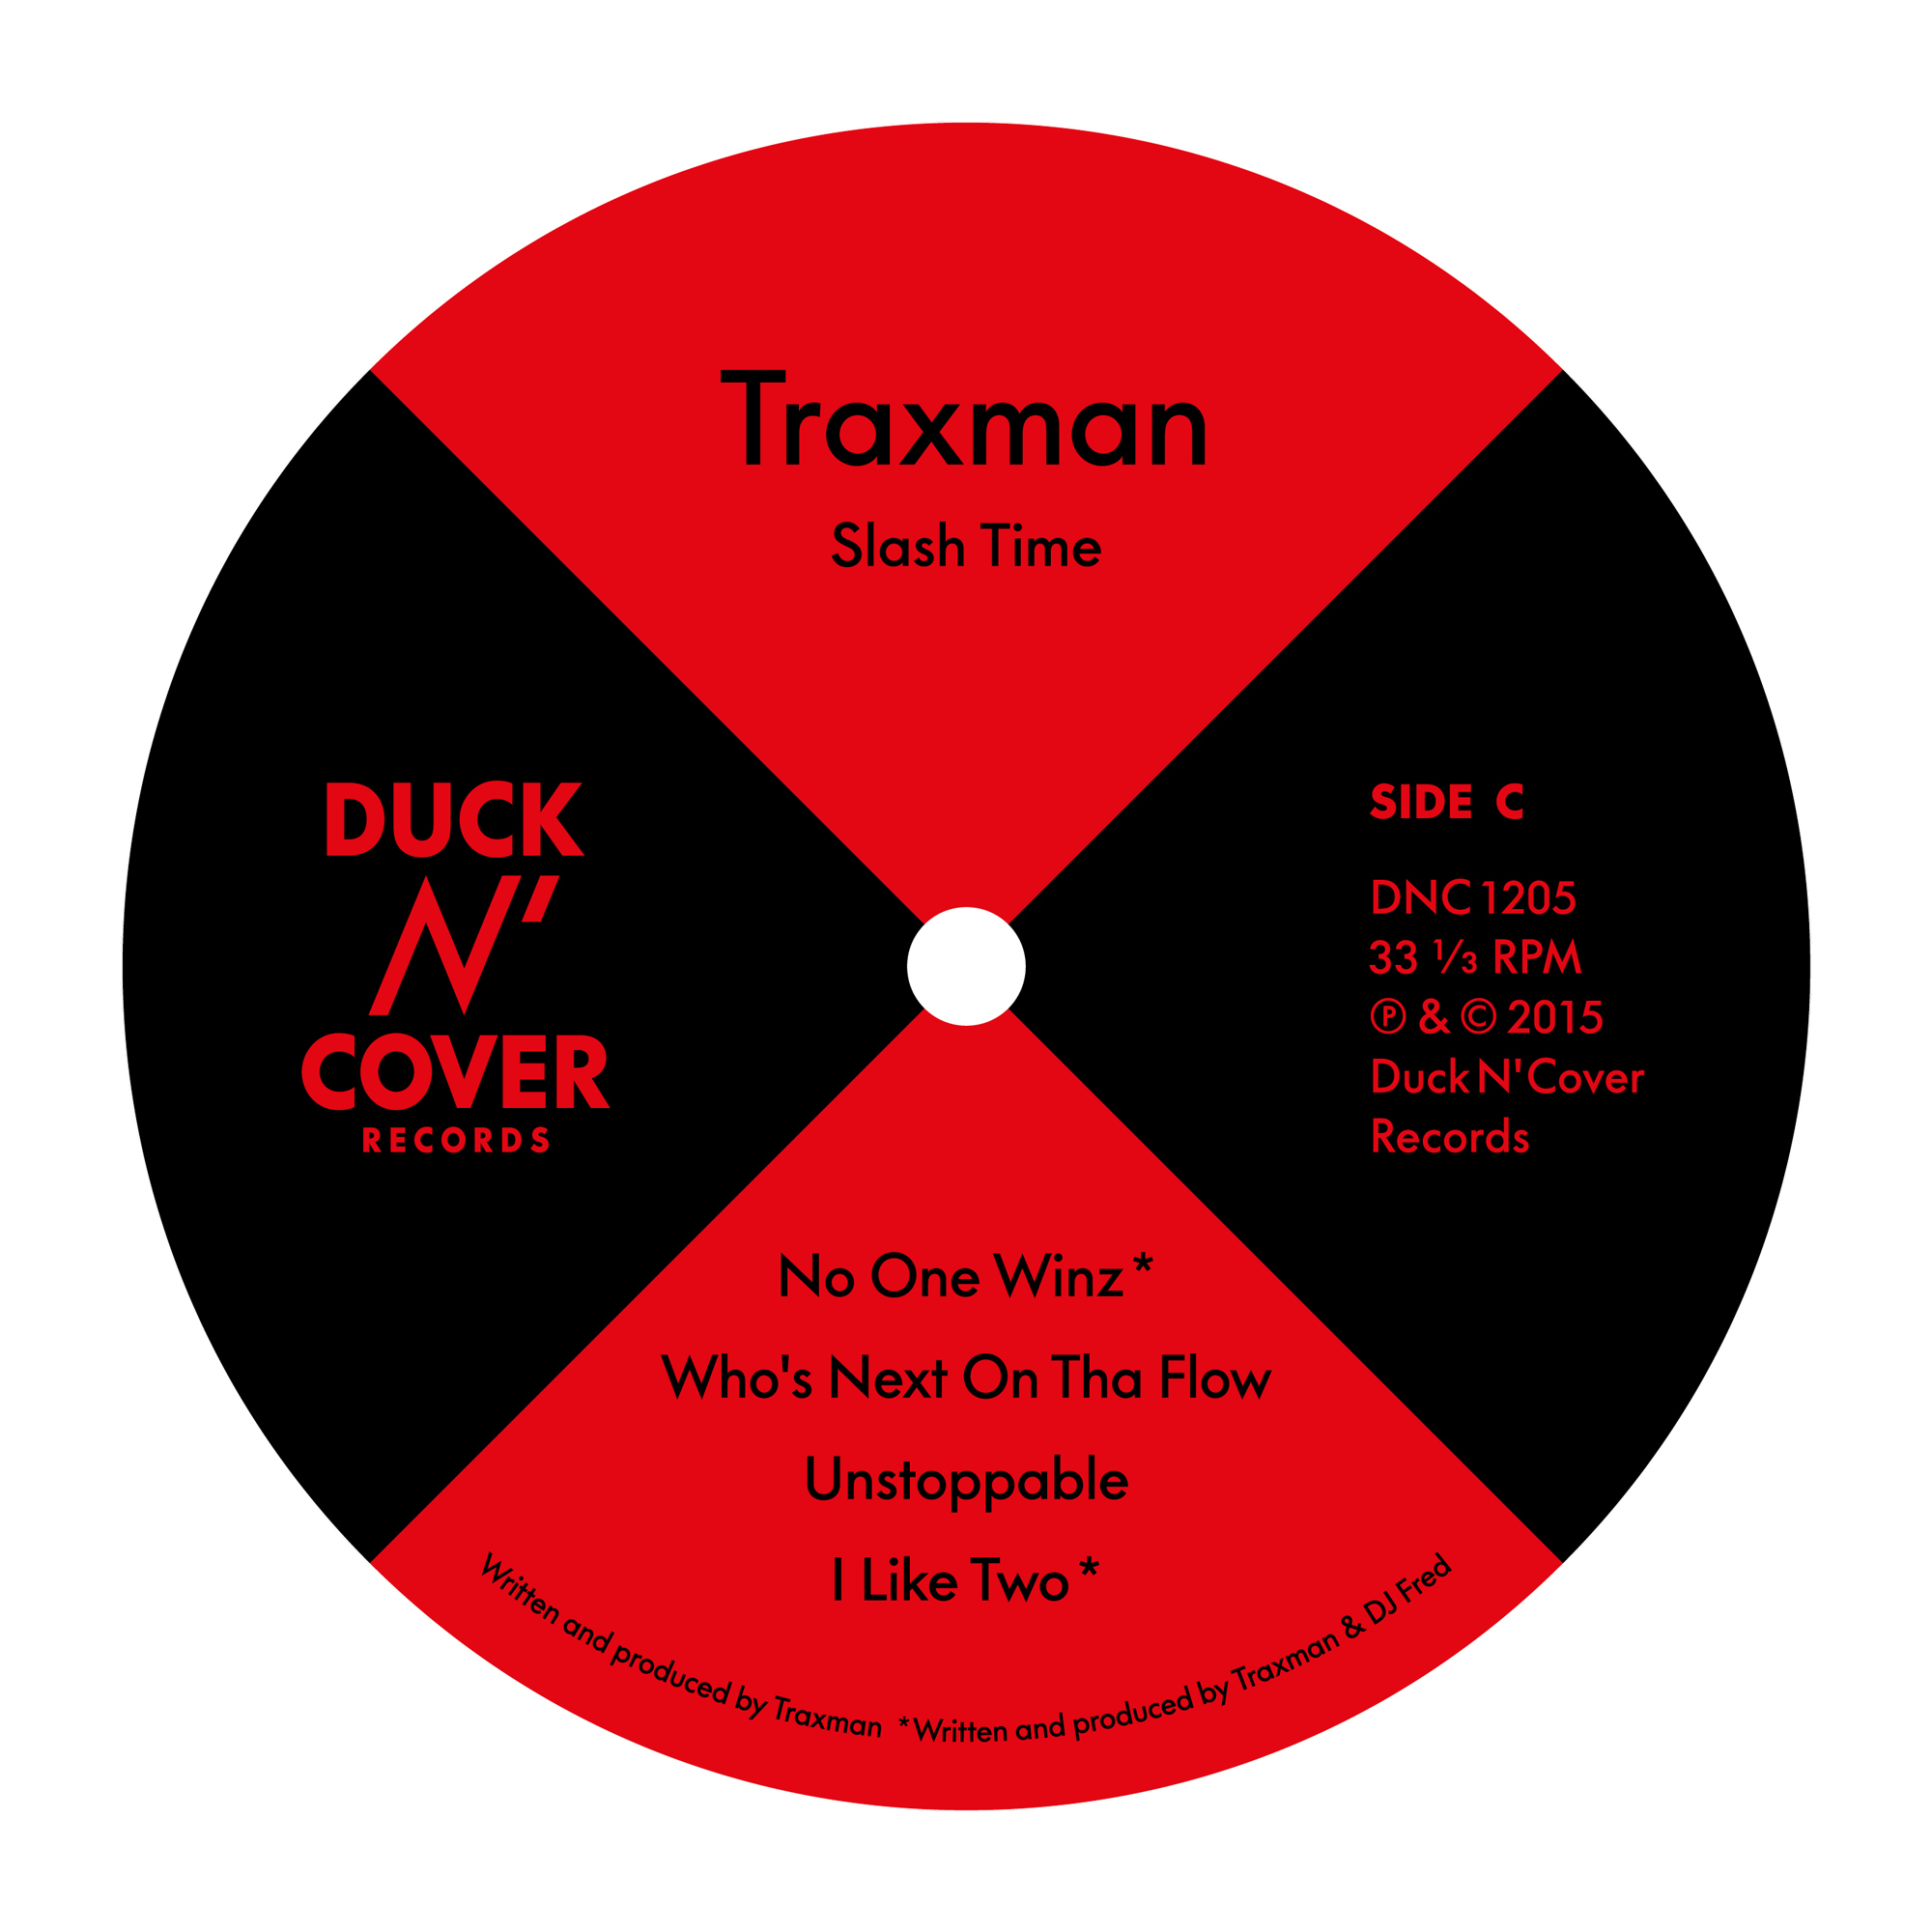 Traxman
Slash Time
DUCK
N'
COVER
RECORDS
SIDE C
DNC 1205
33 ⅓ RPM
℗ & © 2015
Duck N' Cover
Records
No One Winz*
Who's Next On Tha Flow
Unstoppable
I Like Two*
Written and produced by Traxman *Written and produced by Traxman & DJ Fred